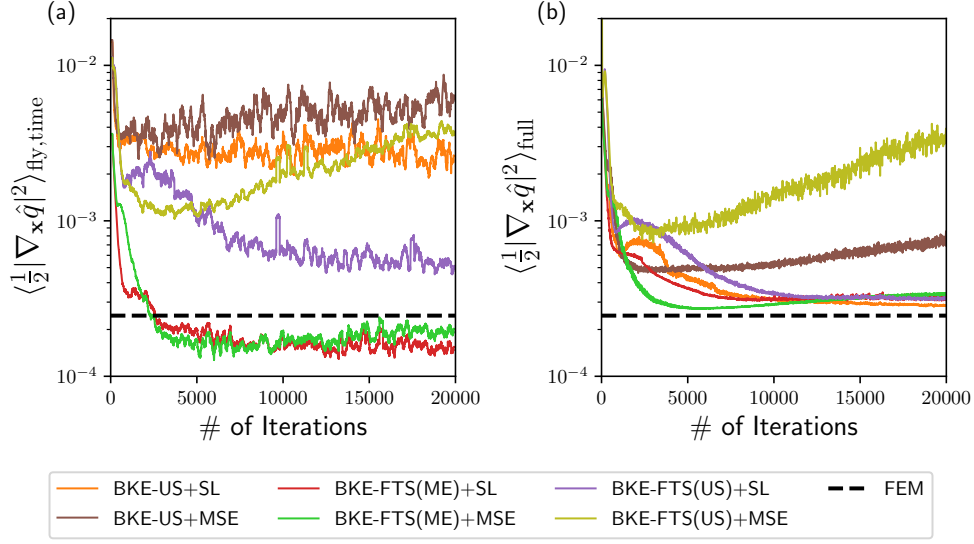 (a)
⟨½|∇ₓq̂|²⟩fly,time
10⁻²
10⁻³
10⁻⁴
0 5000 10000 15000 20000
# of Iterations
(b)
⟨½|∇ₓq̂|²⟩full
10⁻²
10⁻³
10⁻⁴
0 5000 10000 15000 20000
# of Iterations
BKE-US+SL BKE-FTS(ME)+SL BKE-FTS(US)+SL FEM
BKE-US+MSE BKE-FTS(ME)+MSE BKE-FTS(US)+MSE